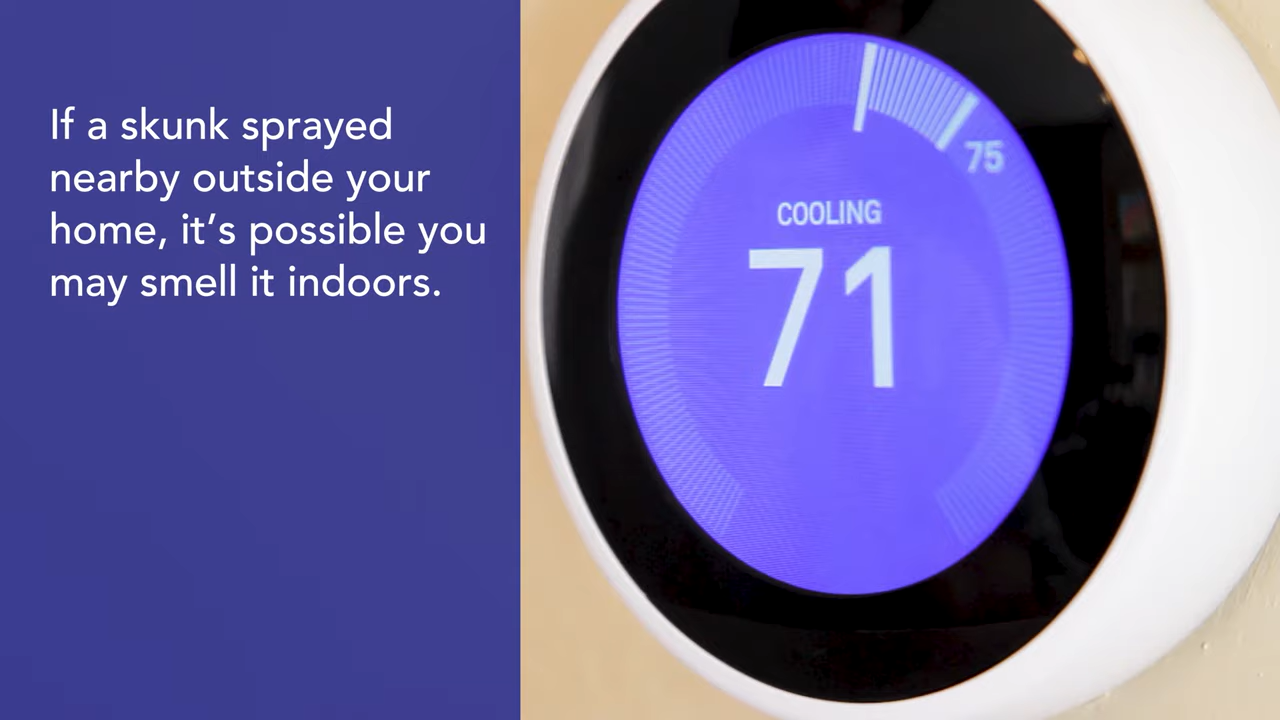 If a skunk sprayed
nearby outside your
home, it’s possible you
may smell it indoors.
75
COOLING
71